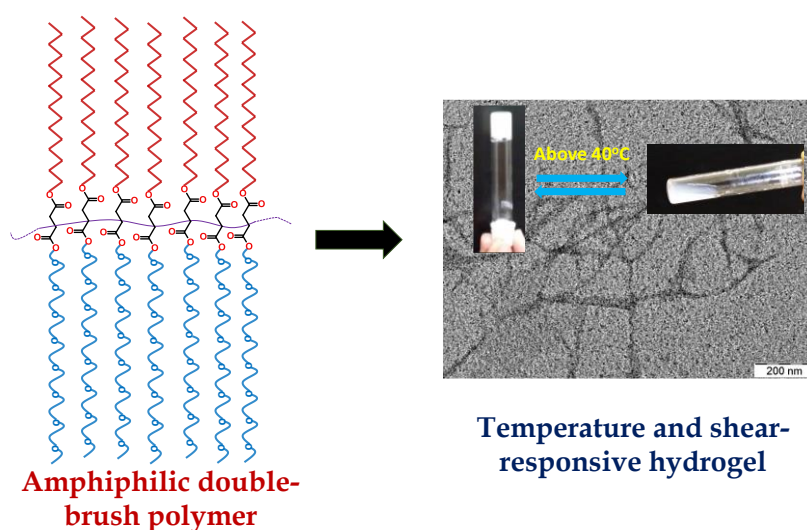 Above 40°C
200 nm
Amphiphilic double-
brush polymer
Temperature and shear-
responsive hydrogel